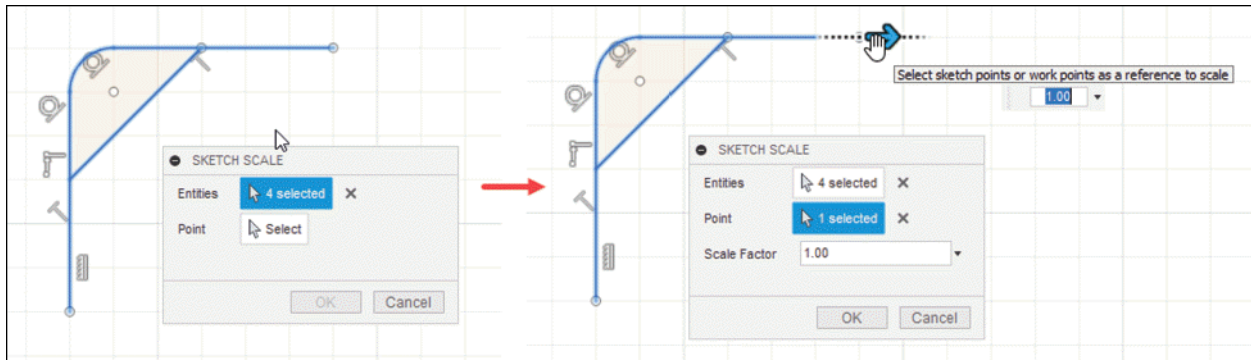 SKETCH SCALE
Entities 4 selected
Point Select
OK Cancel
Select sketch points or work points as a reference to scale
1.00
SKETCH SCALE
Entities 4 selected
Point 1 selected
Scale Factor 1.00
OK Cancel